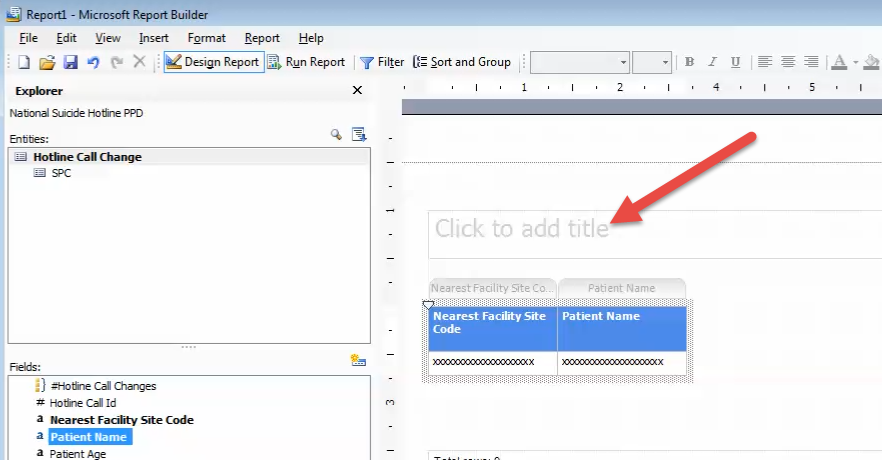 Report1 - Microsoft Report Builder
File Edit View Insert Format Report Help
Design Report Run Report Filter Sort and Group B I U A
Explorer
1 2 3 4 5
National Suicide Hotline PPD
Entities:
Hotline Call Change
SPC
1
Click to add title
Nearest Facility Site Co... Patient Name
Nearest Facility Site Code Patient Name
xxxxxxxxxxxxxxxxxxxx xxxxxxxxxxxxxxxxxxxx
3
Fields:
#Hotline Call Changes
# Hotline Call Id
a Nearest Facility Site Code
a Patient Name
a Patient Age